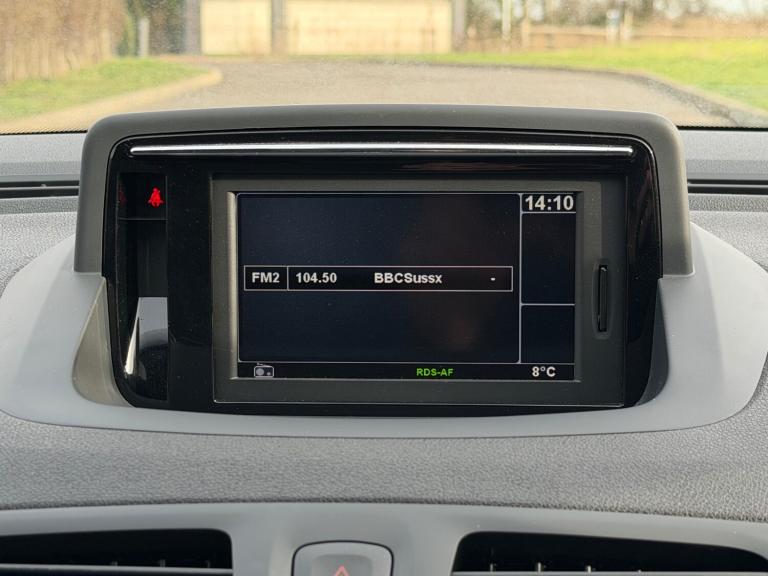 14:10
FM2 104.50 BBCSussx -
RDS-AF 8°C